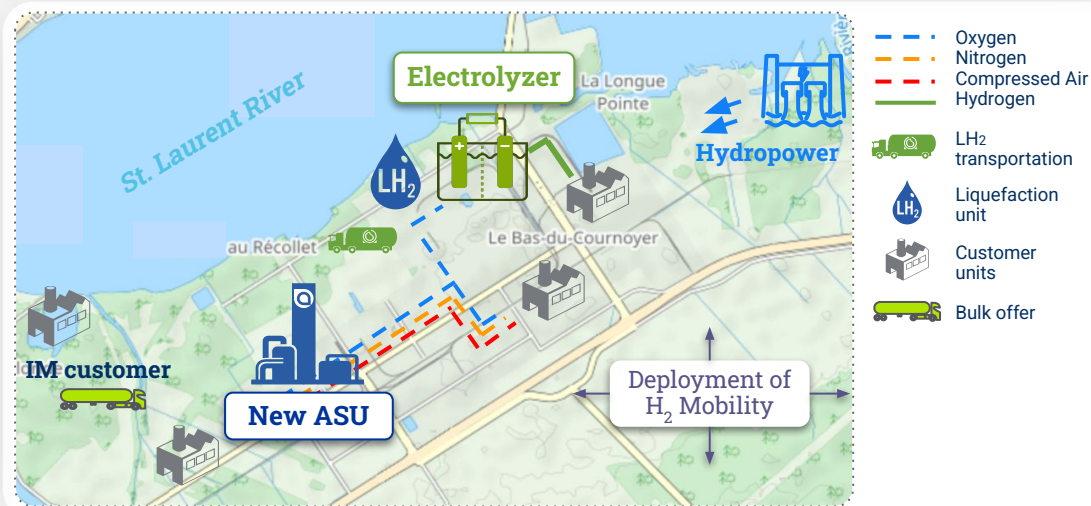 Electrolyzer
La Longue
Pointe
St. Laurent River
Hydropower
+
−
LH2
Le Bas-du-Cournoyer
au Récollet
IM customer
New ASU
Deployment of
H2 Mobility
Oxygen
Nitrogen
Compressed Air
Hydrogen
LH2
transportation
LH2
Liquefaction
unit
Customer
units
Bulk offer